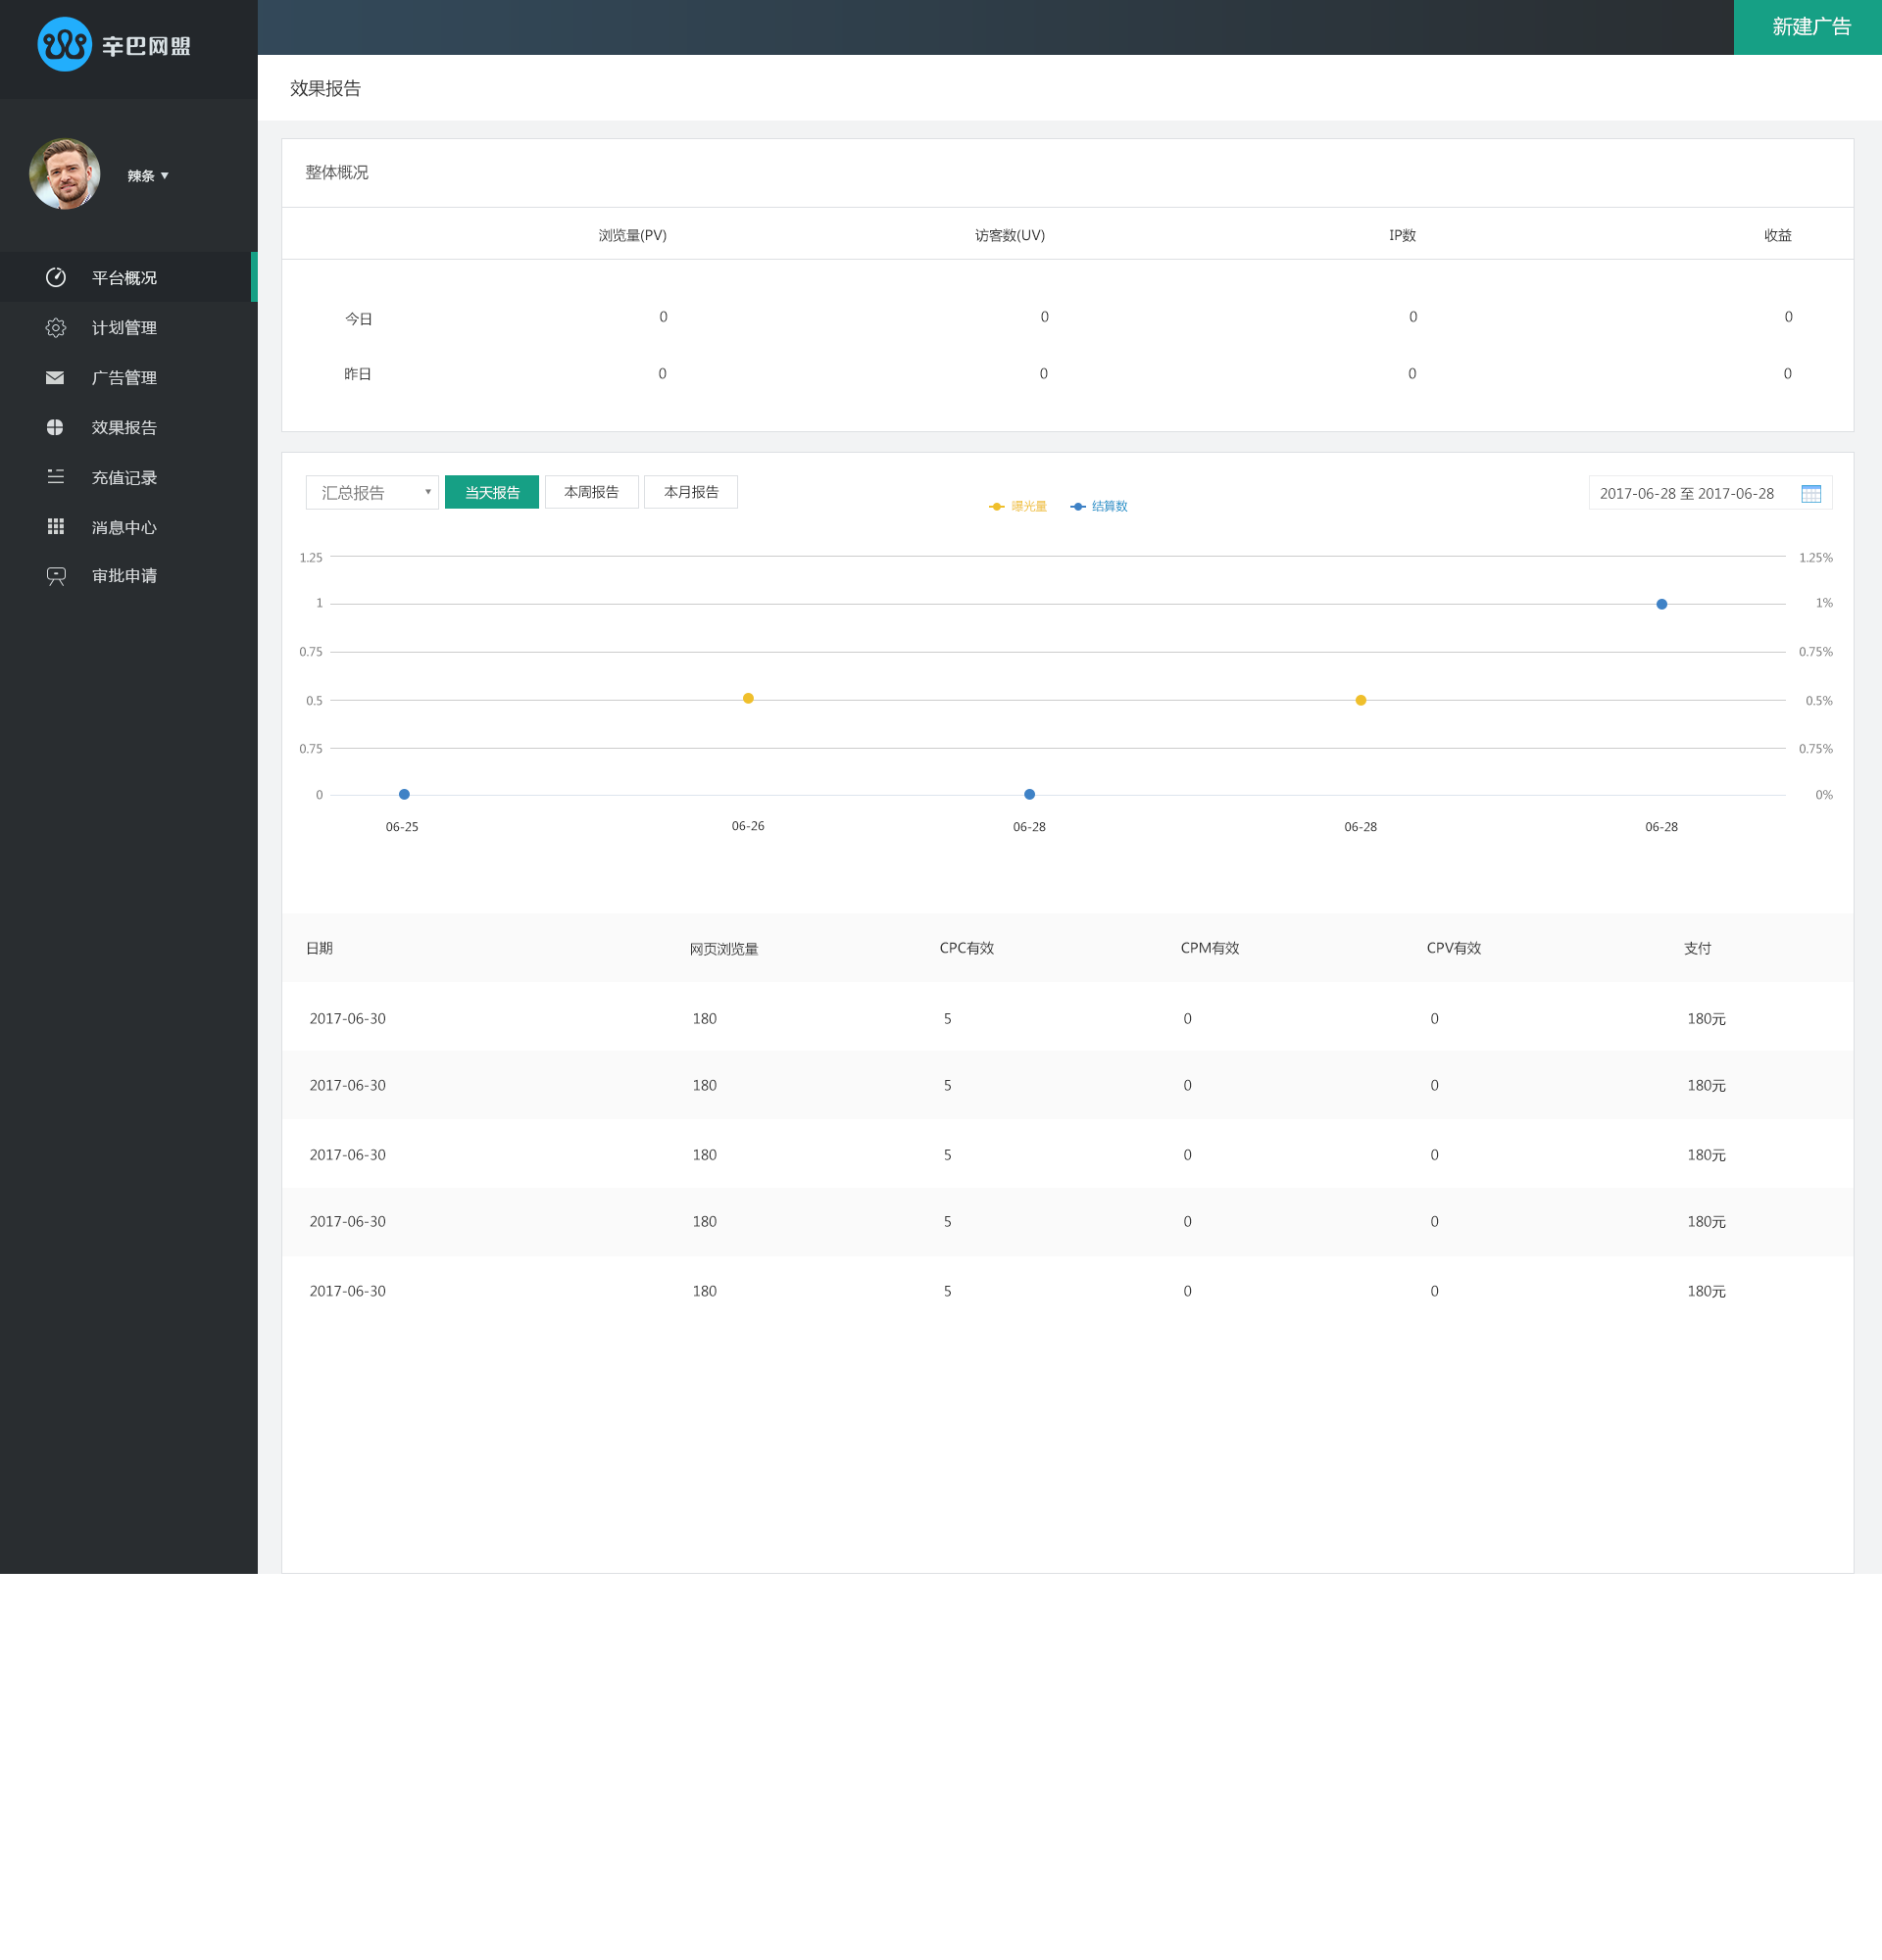 辛巴网盟
新建广告
效果报告
辣条
平台概况
计划管理
广告管理
效果报告
充值记录
消息中心
审批申请
整体概况
浏览量(PV) 访客数(UV) IP数 收益
今日 0 0 0 0
昨日 0 0 0 0
汇总报告 当天报告 本周报告 本月报告 曝光量 结算数 2017-06-28 至 2017-06-28
1.25 1.25%
1 1%
0.75 0.75%
0.5 0.5%
0.75 0.75%
0 0%
06-25 06-26 06-28 06-28 06-28
日期 网页浏览量 CPC有效 CPM有效 CPV有效 支付
2017-06-30 180 5 0 0 180元
2017-06-30 180 5 0 0 180元
2017-06-30 180 5 0 0 180元
2017-06-30 180 5 0 0 180元
2017-06-30 180 5 0 0 180元